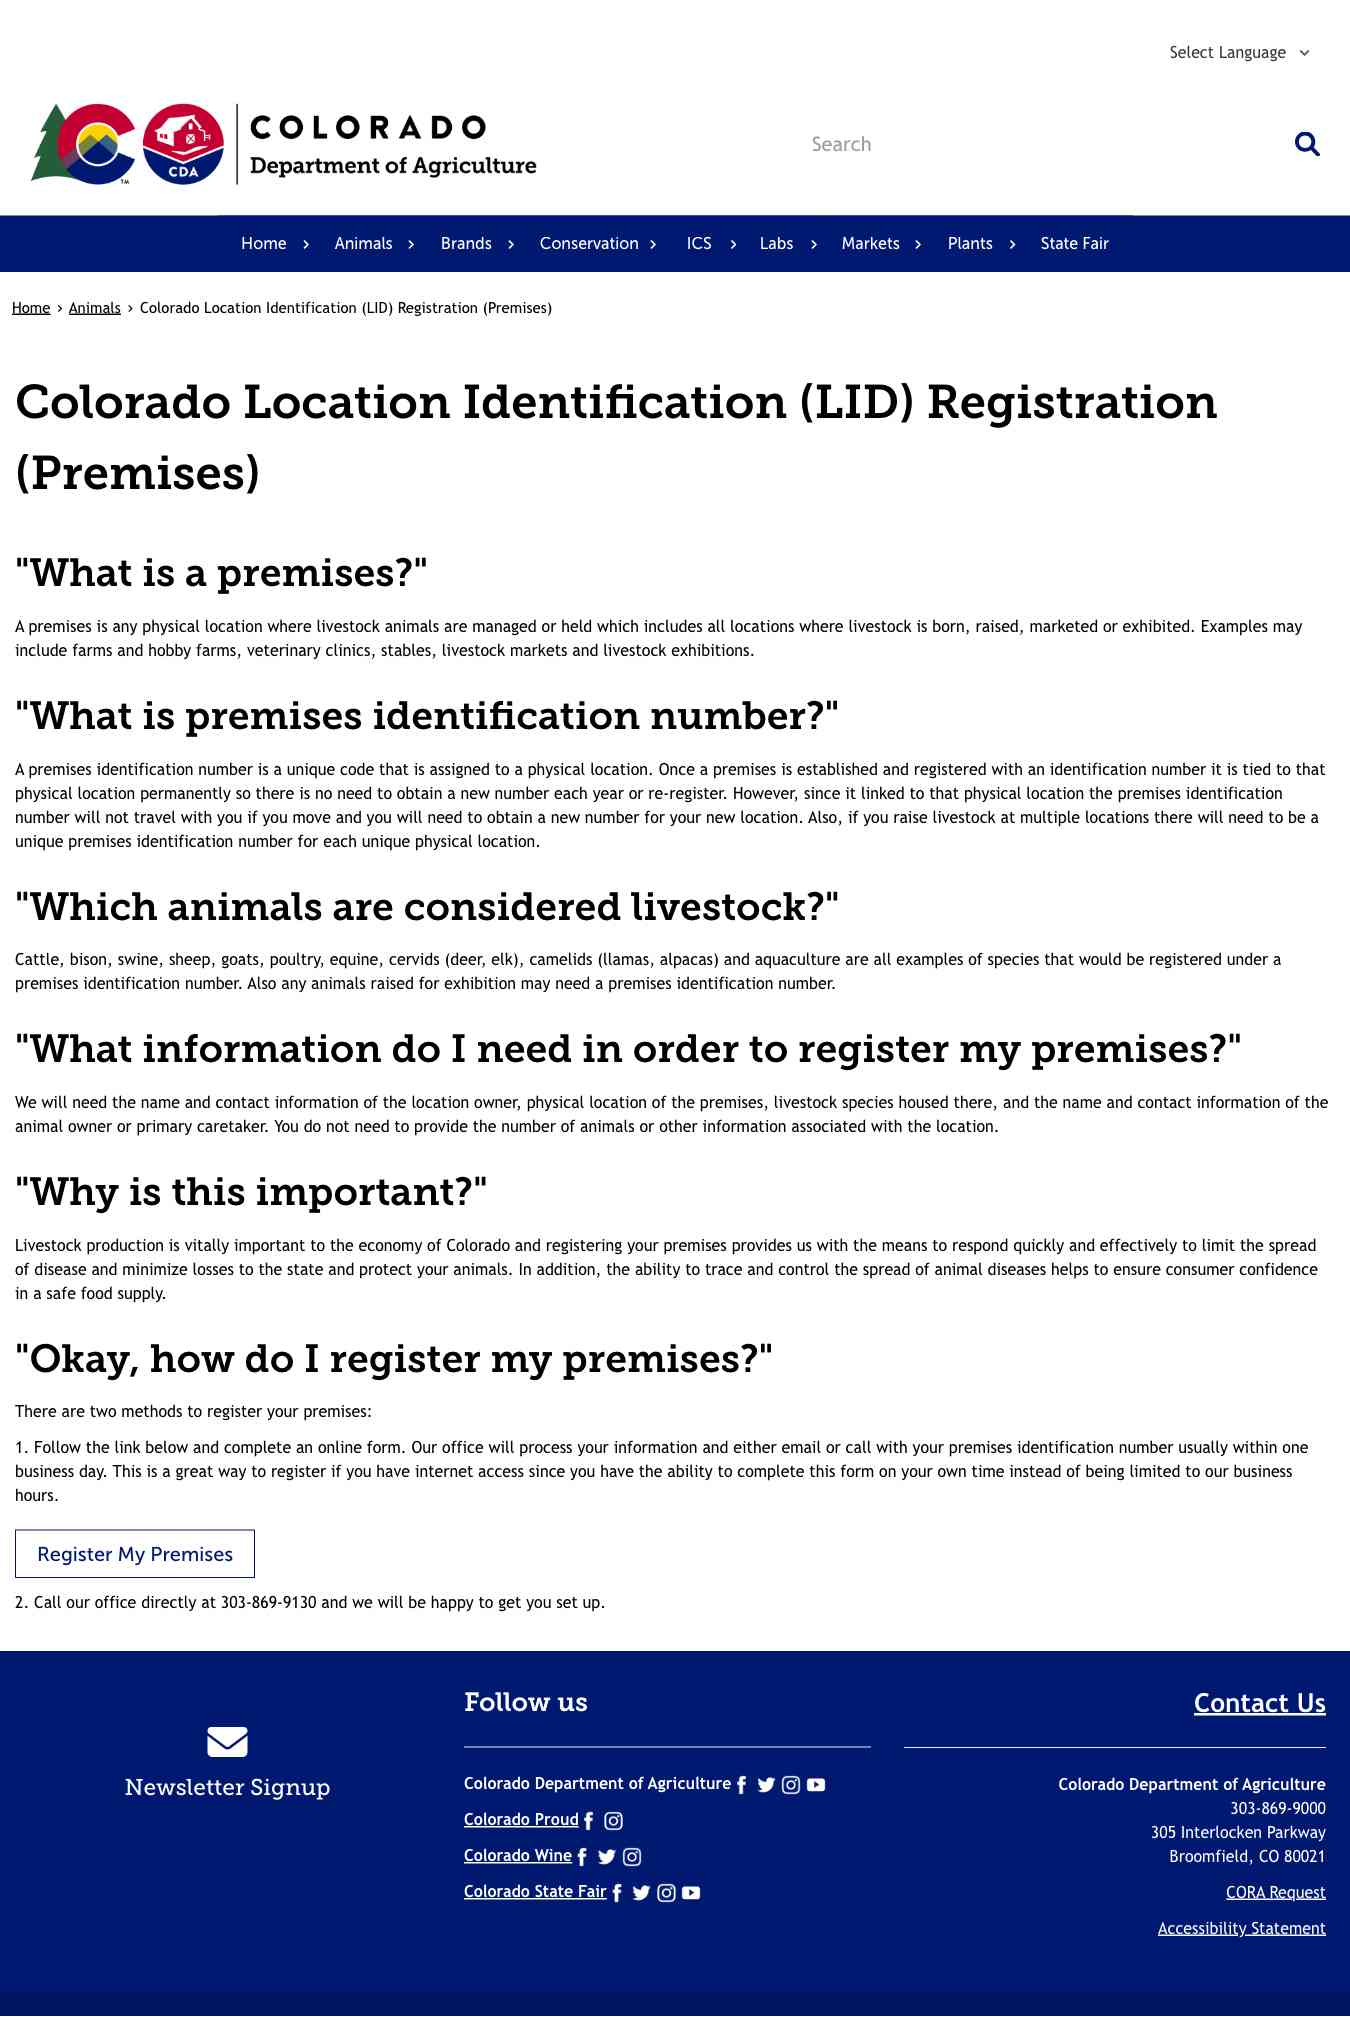 Select Language
COLORADO
Department of Agriculture
CDA
TM
Search
Home
Animals
Brands
Conservation
ICS
Labs
Markets
Plants
State Fair
Home › Animals › Colorado Location Identification (LID) Registration (Premises)
Colorado Location Identification (LID) Registration
(Premises)
"What is a premises?"
A premises is any physical location where livestock animals are managed or held which includes all locations where livestock is born, raised, marketed or exhibited. Examples may
include farms and hobby farms, veterinary clinics, stables, livestock markets and livestock exhibitions.
"What is premises identification number?"
A premises identification number is a unique code that is assigned to a physical location. Once a premises is established and registered with an identification number it is tied to that
physical location permanently so there is no need to obtain a new number each year or re-register. However, since it linked to that physical location the premises identification
number will not travel with you if you move and you will need to obtain a new number for your new location. Also, if you raise livestock at multiple locations there will need to be a
unique premises identification number for each unique physical location.
"Which animals are considered livestock?"
Cattle, bison, swine, sheep, goats, poultry, equine, cervids (deer, elk), camelids (llamas, alpacas) and aquaculture are all examples of species that would be registered under a
premises identification number. Also any animals raised for exhibition may need a premises identification number.
"What information do I need in order to register my premises?"
We will need the name and contact information of the location owner, physical location of the premises, livestock species housed there, and the name and contact information of the
animal owner or primary caretaker. You do not need to provide the number of animals or other information associated with the location.
"Why is this important?"
Livestock production is vitally important to the economy of Colorado and registering your premises provides us with the means to respond quickly and effectively to limit the spread
of disease and minimize losses to the state and protect your animals. In addition, the ability to trace and control the spread of animal diseases helps to ensure consumer confidence
in a safe food supply.
"Okay, how do I register my premises?"
There are two methods to register your premises:
1. Follow the link below and complete an online form. Our office will process your information and either email or call with your premises identification number usually within one
business day. This is a great way to register if you have internet access since you have the ability to complete this form on your own time instead of being limited to our business
hours.
Register My Premises
2. Call our office directly at 303-869-9130 and we will be happy to get you set up.
Newsletter Signup
Follow us
Colorado Department of Agriculture
Colorado Proud
Colorado Wine
Colorado State Fair
Contact Us
Colorado Department of Agriculture
303-869-9000
305 Interlocken Parkway
Broomfield, CO 80021
CORA Request
Accessibility Statement